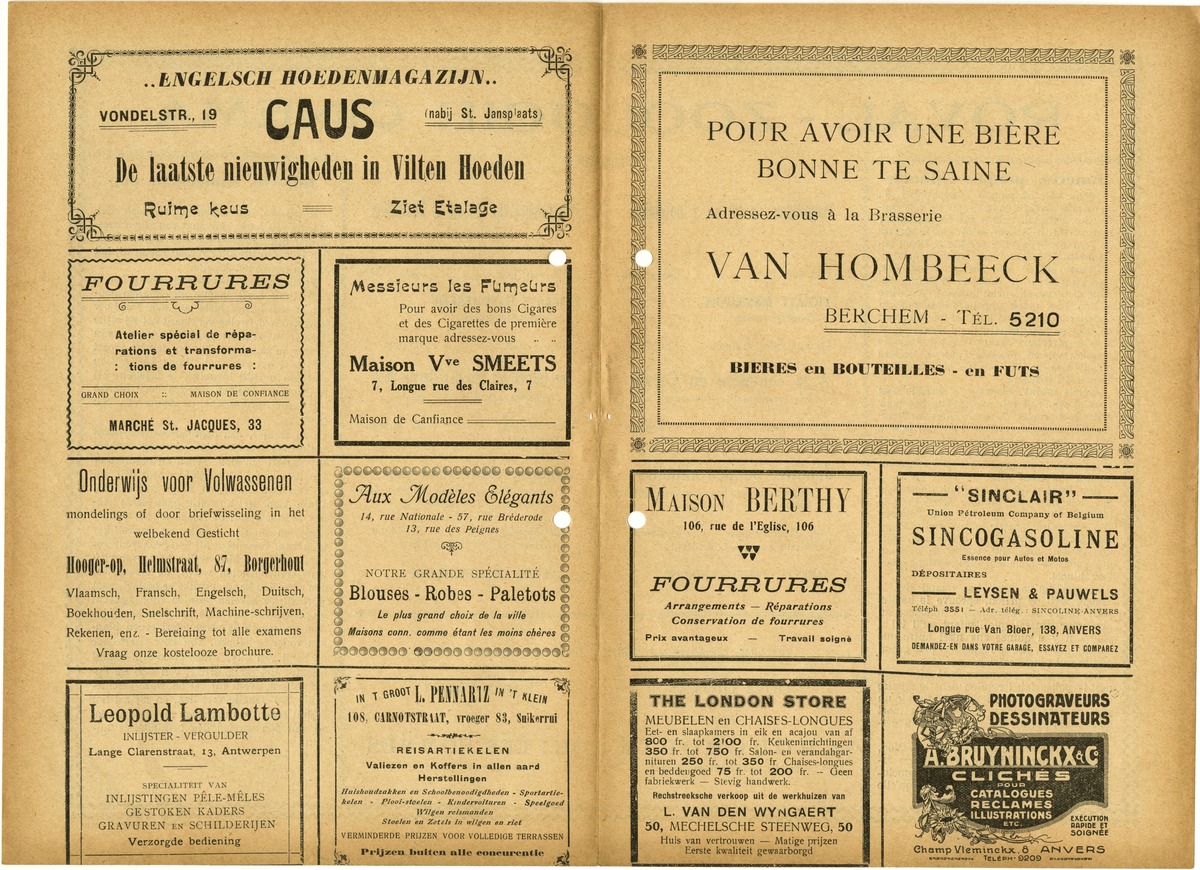 ..ENGELSCH HOEDENMAGAZIJN..
VONDELSTR., 19 CAUS (nabij St. Jansplaats)
De laatste nieuwigheden in Vilten Hoeden
Ruime keus Ziet Etalage
FOURRURES
Atelier spécial de répa-
rations et transforma-
: tions de fourrures :
GRAND CHOIX :: MAISON DE CONFIANCE
MARCHÉ St. JACQUES, 33
Messieurs les Fumeurs
Pour avoir des bons Cigares
et des Cigarettes de première
marque adressez-vous .. ..
Maison Vve SMEETS
7, Longue rue des Claires, 7
Maison de Canfiance
Onderwijs voor Volwassenen
mondelings of door briefwisseling in het
welbekend Gesticht
Hooger-op, Helmstraat, 87, Borgerhout
Vlaamsch, Fransch, Engelsch, Duitsch,
Boekhouden, Snelschrift, Machine-schrijven,
Rekenen, enz. - Bereiding tot alle examens
Vraag onze kostelooze brochure.
Aux Modèles Elégants
14, rue Nationale - 57, rue Bréderode
13, rue des Peignes
NOTRE GRANDE SPÉCIALITÉ
Blouses - Robes - Paletots
Le plus grand choix de la ville
Maisons conn. comme étant les moins chères
Leopold Lambotte
INLIJSTER - VERGULDER
Lange Clarenstraat, 13, Antwerpen
SPECIALITEIT VAN
INLIJSTINGEN PÊLE-MÊLES
GESTOKEN KADERS
GRAVUREN EN SCHILDERIJEN
Verzorgde bediening
IN 'T GROOT L. PENNARTZ IN 'T KLEIN
108, CARNOTSTRAAT, vroeger 83, Suikerrui
REISARTIEKELEN
Valiezen en Koffers in allen aard
Herstellingen
Huishoudzakken en Schoolbenoodigdheden - Sportartie-
kelen - Plooi-stoelen - Kindervoituren - Speelgoed
Wilgen reismanden
Stoelen en Zetels in wilgen en riet
VERMINDERDE PRIJZEN VOOR VOLLEDIGE TERRASSEN
Prijzen buiten alle concurentie
POUR AVOIR UNE BIÈRE
BONNE TE SAINE
Adressez-vous à la Brasserie
VAN HOMBEECK
BERCHEM - TÉL. 5210
BIERES en BOUTEILLES - en FUTS
MAISON BERTHY
106, rue de l'Eglise, 106
FOURRURES
Arrangements — Réparations
Conservation de fourrures
Prix avantageux — Travail soigné
"SINCLAIR"
Union Pétroleum Company of Belgium
SINCOGASOLINE
Essence pour Autos et Motos
DÉPOSITAIRES
LEYSEN & PAUWELS
Téléph 3551 — Adr. télég.: SINCOLINE-ANVERS
Longue rue Van Bloer, 138, ANVERS
DEMANDEZ-EN DANS VOTRE GARAGE, ESSAYEZ ET COMPAREZ
THE LONDON STORE
MEUBELEN en CHAISES-LONGUES
Eet- en slaapkamers in eik en acajou van af
800 fr. tot 2100 fr. Keukeninrichtingen
350 fr. tot 750 fr. Salon- en verandahgar-
nituren 250 fr. tot 350 fr Chaises-longues
en beddengoed 75 fr. tot 200 fr. -- Geen
fabriekwerk — Stevig handwerk.
Rechstreeksche verkoop uit de werkhuizen van
L. VAN DEN WYNGAERT
50, MECHELSCHE STEENWEG, 50
Huis van vertrouwen — Matige prijzen
Eerste kwaliteit gewaarborgd
PHOTOGRAVEURS
DESSINATEURS
A. BRUYNINCKX & Co
CLICHÉS
POUR
CATALOGUES
RECLAMES
ILLUSTRATIONS
ETC.
EXÉCUTION
RAPIDE ET
SOIGNÉE
Champ Vleminckx. 8 ANVERS
TÉLÉPH-9209